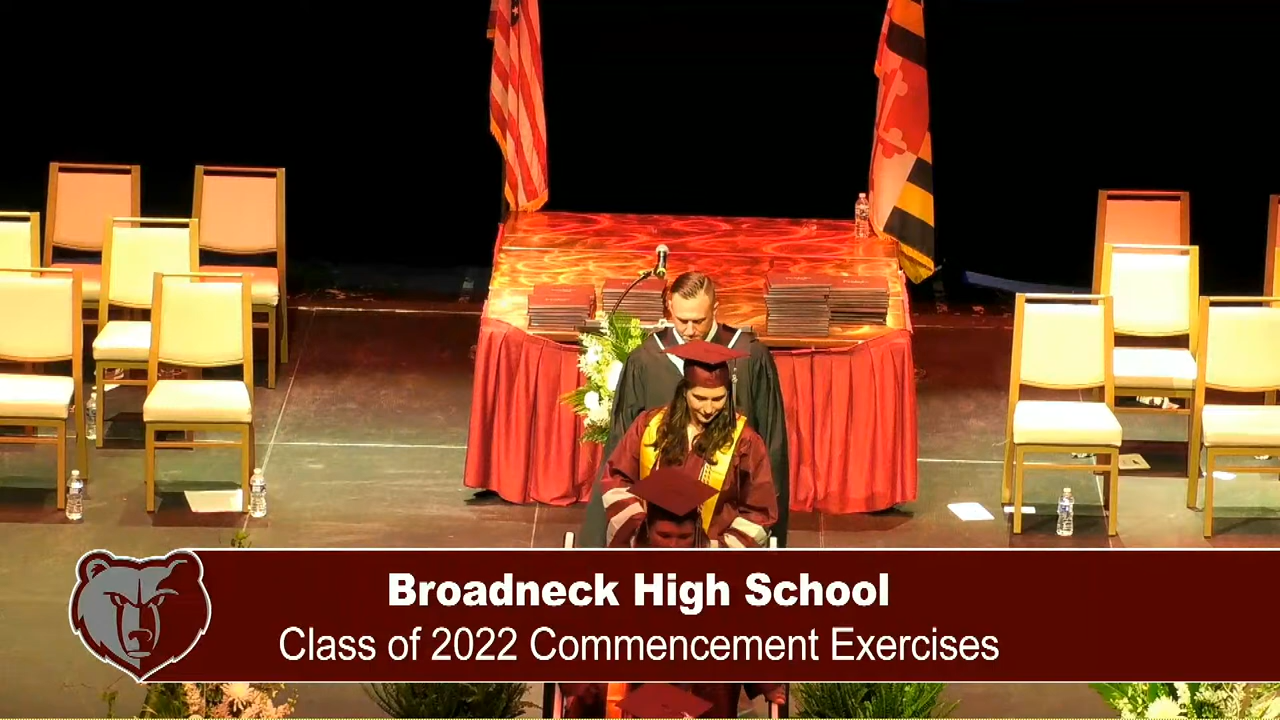 Broadneck High School
Class of 2022 Commencement Exercises